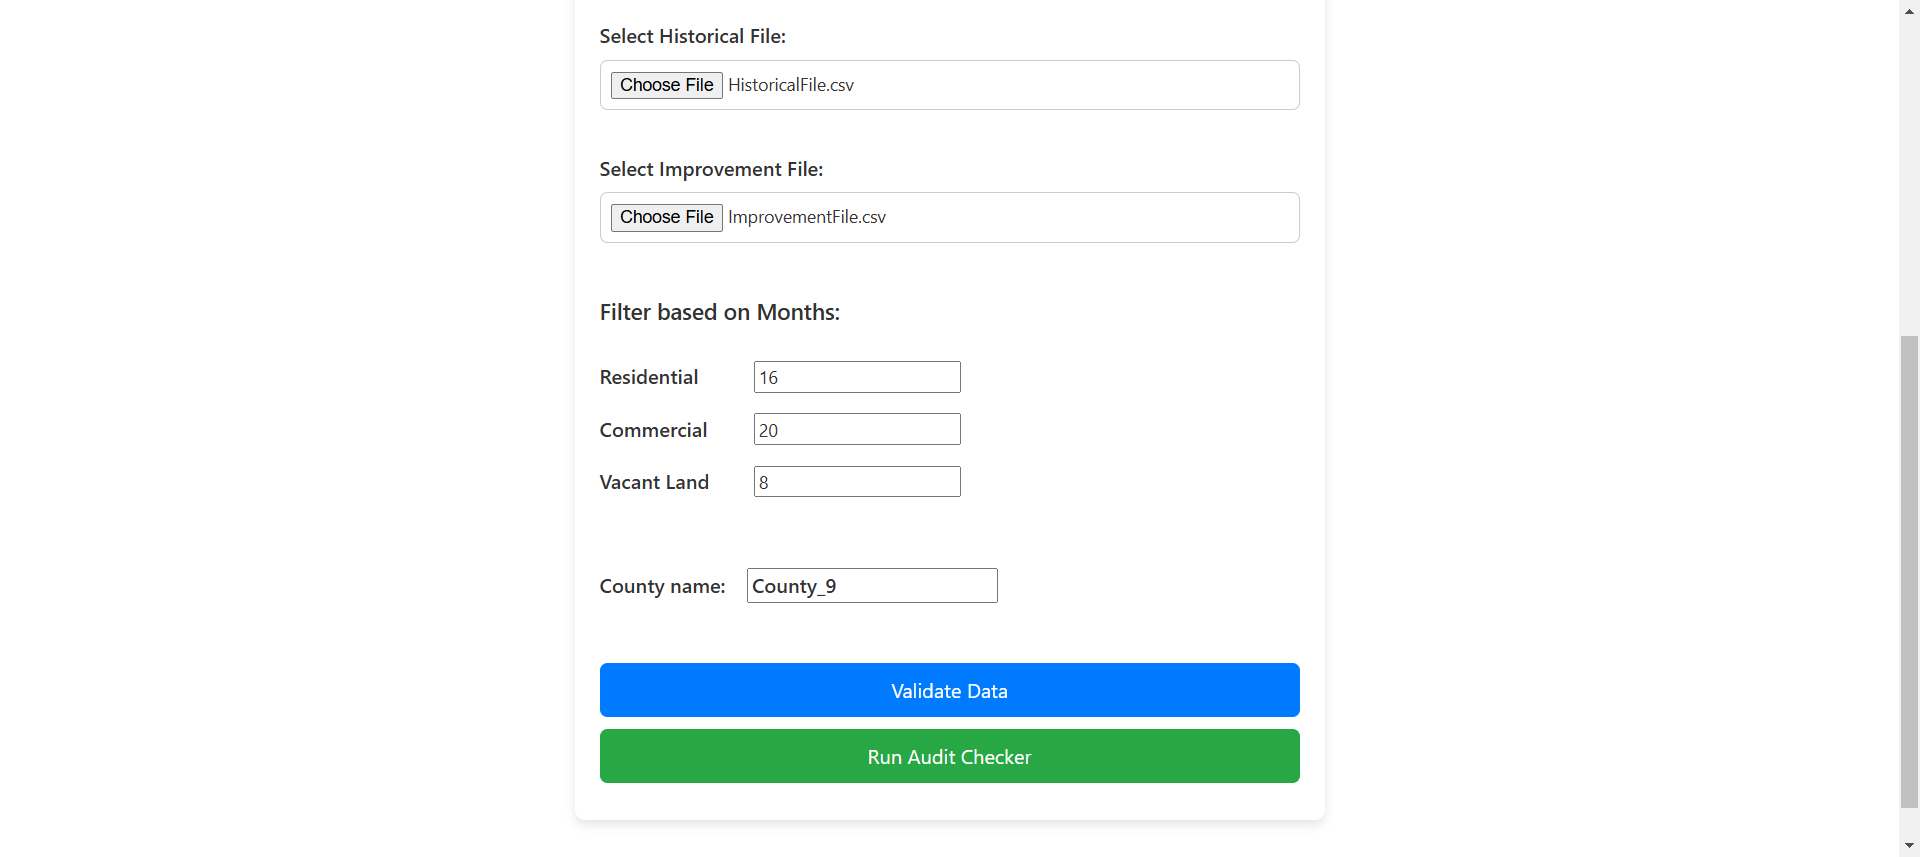 Select Historical File:
Choose File HistoricalFile.csv
Select Improvement File:
Choose File ImprovementFile.csv
Filter based on Months:
Residential 16
Commercial 20
Vacant Land 8
County name: County_9
Validate Data
Run Audit Checker